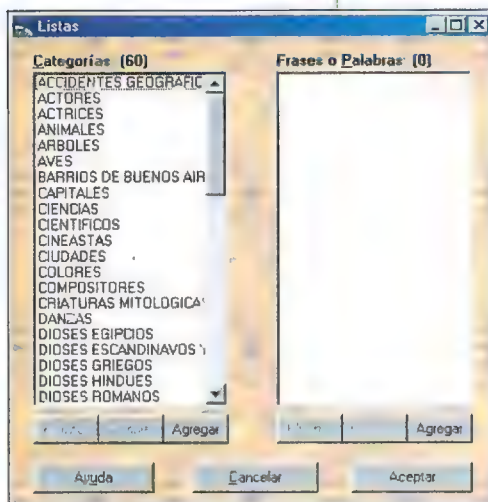 Listas
Categorías (60)
ACCIDENTES GEOGRAFIC
ACTORES
ACTRICES
ANIMALES
ARBOLES
AVES
BARRIOS DE BUENOS AIR
CAPITALES
CIENCIAS
CIENTIFICOS
CINEASTAS
CIUDADES
COLORES
COMPOSITORES
CRIATURAS MITOLOGICA
DANZAS
DIOSES EGIPCIOS
DIOSES ESCANDINAVOS
DIOSES GRIEGOS
DIOSES HINDUES
DIOSES ROMANOS
Agregar
Frases o Palabras (0)
Agregar
Ayuda
Cancelar
Aceptar